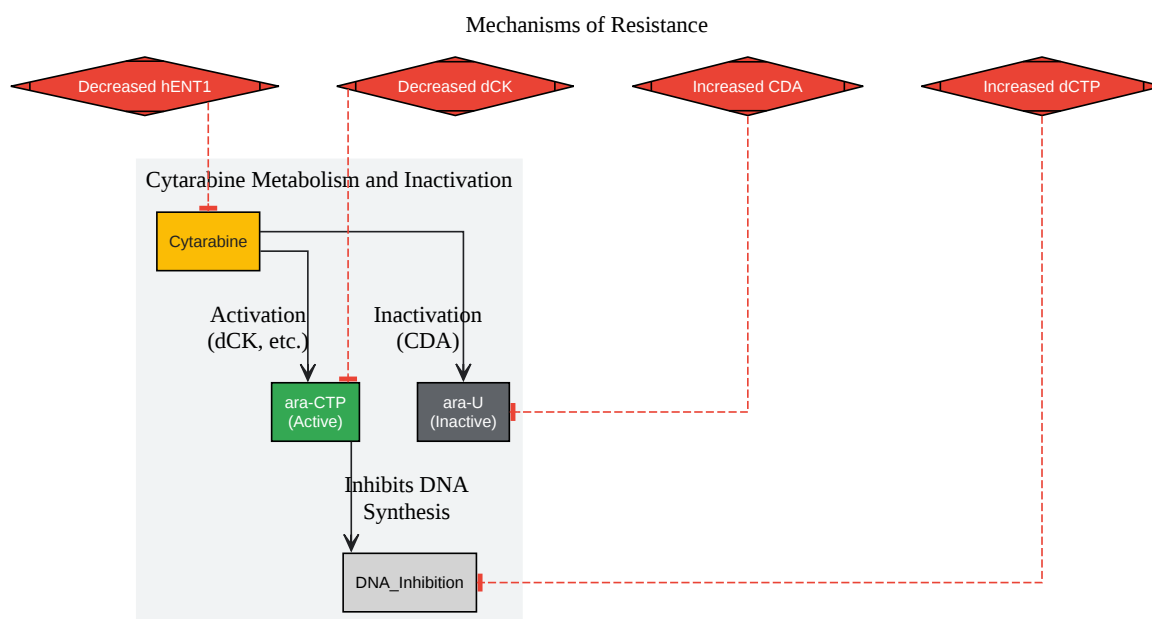 Mechanisms of Resistance
Decreased hENT1
Decreased dCK
Increased CDA
Increased dCTP
Cytarabine Metabolism and Inactivation
Cytarabine
Activation
(dCK, etc.)
Inactivation
(CDA)
ara-CTP
(Active)
ara-U
(Inactive)
Inhibits DNA
Synthesis
DNA_Inhibition